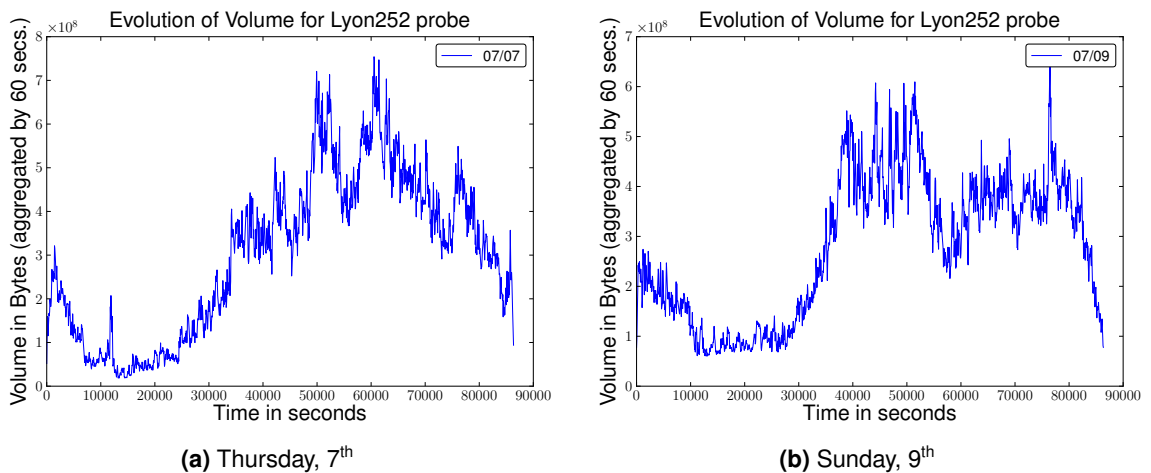 Evolution of Volume for Lyon252 probe
×10⁸
07/07
Volume in Bytes (aggregated by 60 secs.)
8
7
6
5
4
3
2
1
0
0 10000 20000 30000 40000 50000 60000 70000 80000 90000
Time in seconds
(a) Thursday, 7th
Evolution of Volume for Lyon252 probe
×10⁸
07/09
Volume in Bytes (aggregated by 60 secs.)
7
6
5
4
3
2
1
0
0 10000 20000 30000 40000 50000 60000 70000 80000 90000
Time in seconds
(b) Sunday, 9th